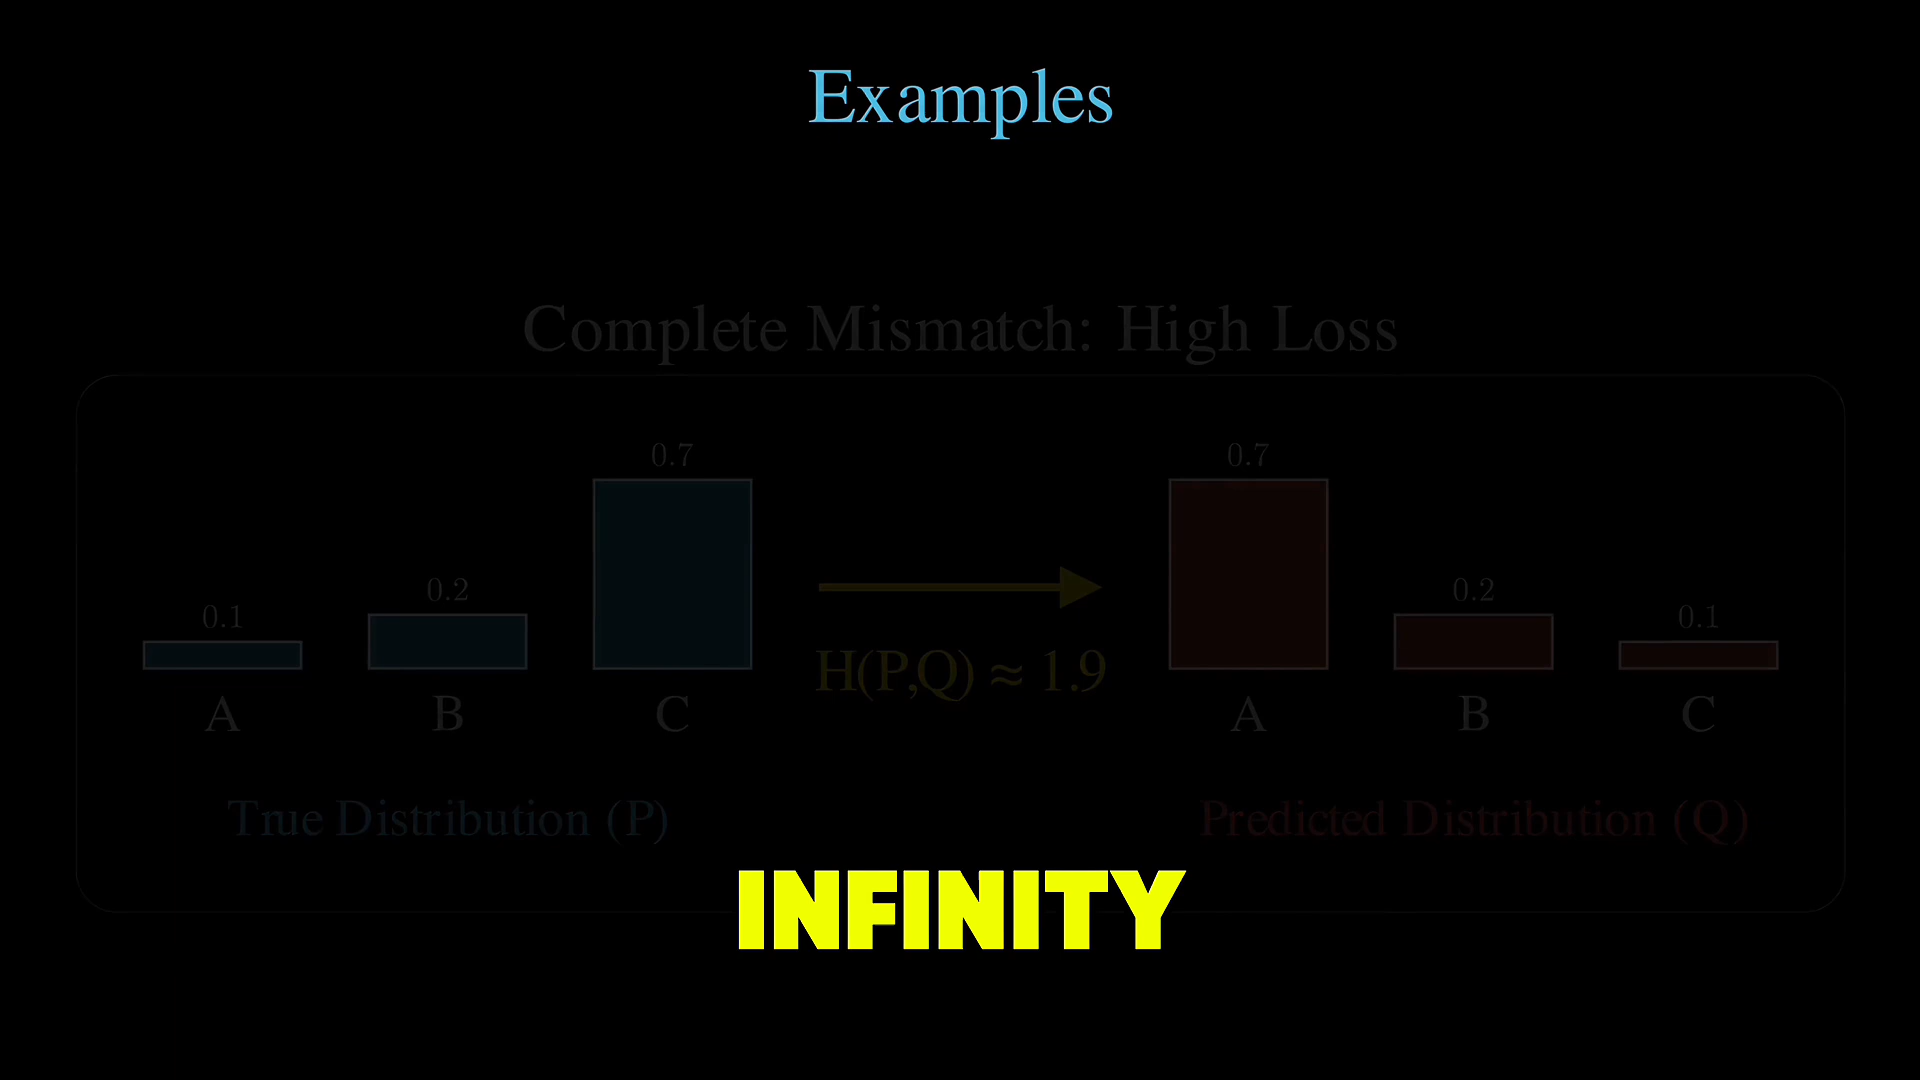 Examples
Complete Mismatch: High Loss
0.7
0.7
0.2
0.2
0.1
0.1
H(P,Q) ≈ 1.9
A B C
A B C
True Distribution (P)
Predicted Distribution (Q)
INFINITY